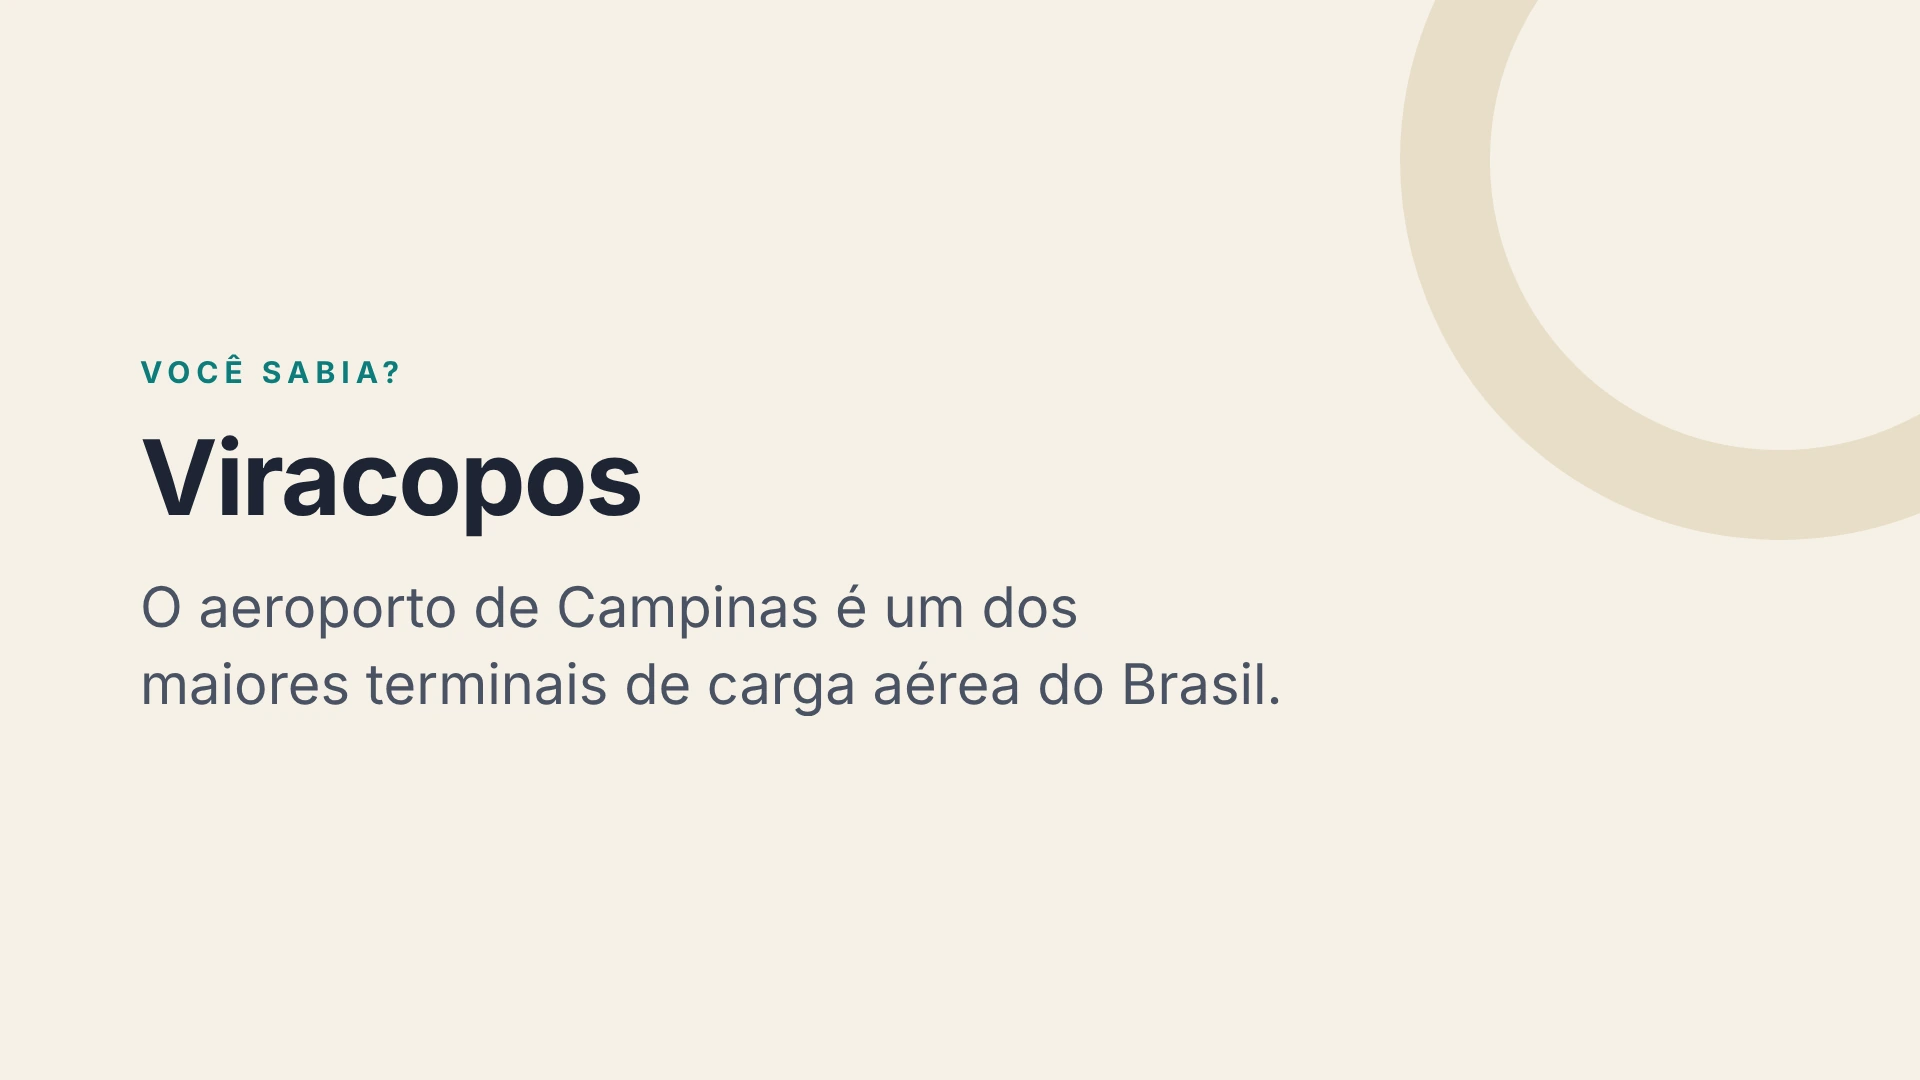 VOCÊ SABIA?
Viracopos
O aeroporto de Campinas é um dos
maiores terminais de carga aérea do Brasil.